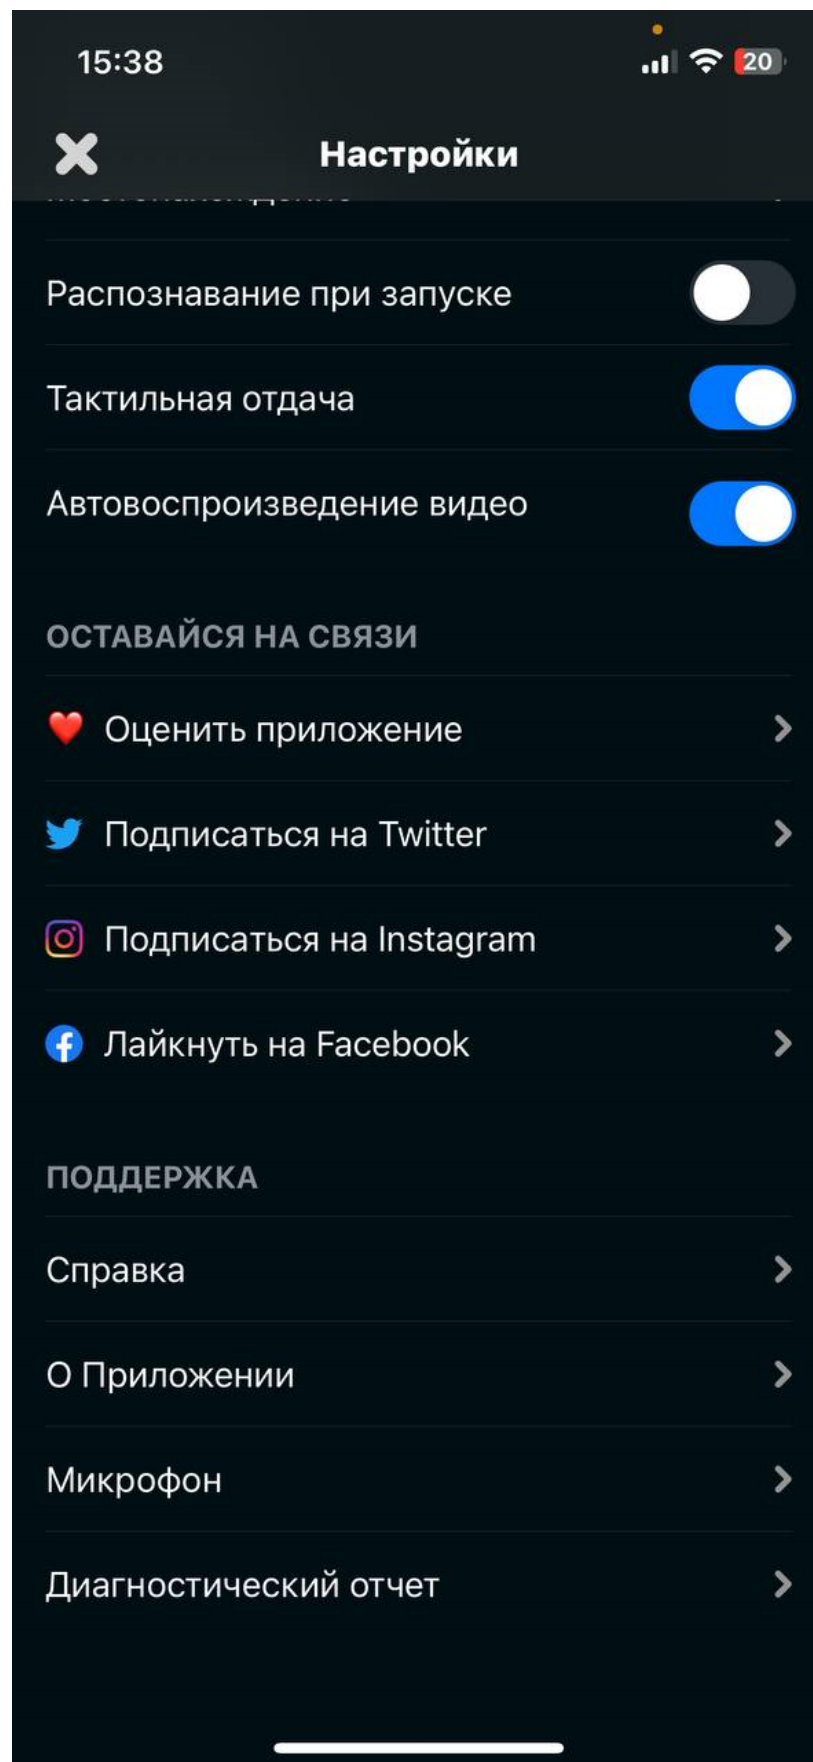 15:38
20
Настройки
Распознавание при запуске
Тактильная отдача
Автовоспроизведение видео
ОСТАВАЙСЯ НА СВЯЗИ
Оценить приложение
Подписаться на Twitter
Подписаться на Instagram
Лайкнуть на Facebook
ПОДДЕРЖКА
Справка
О Приложении
Микрофон
Диагностический отчет